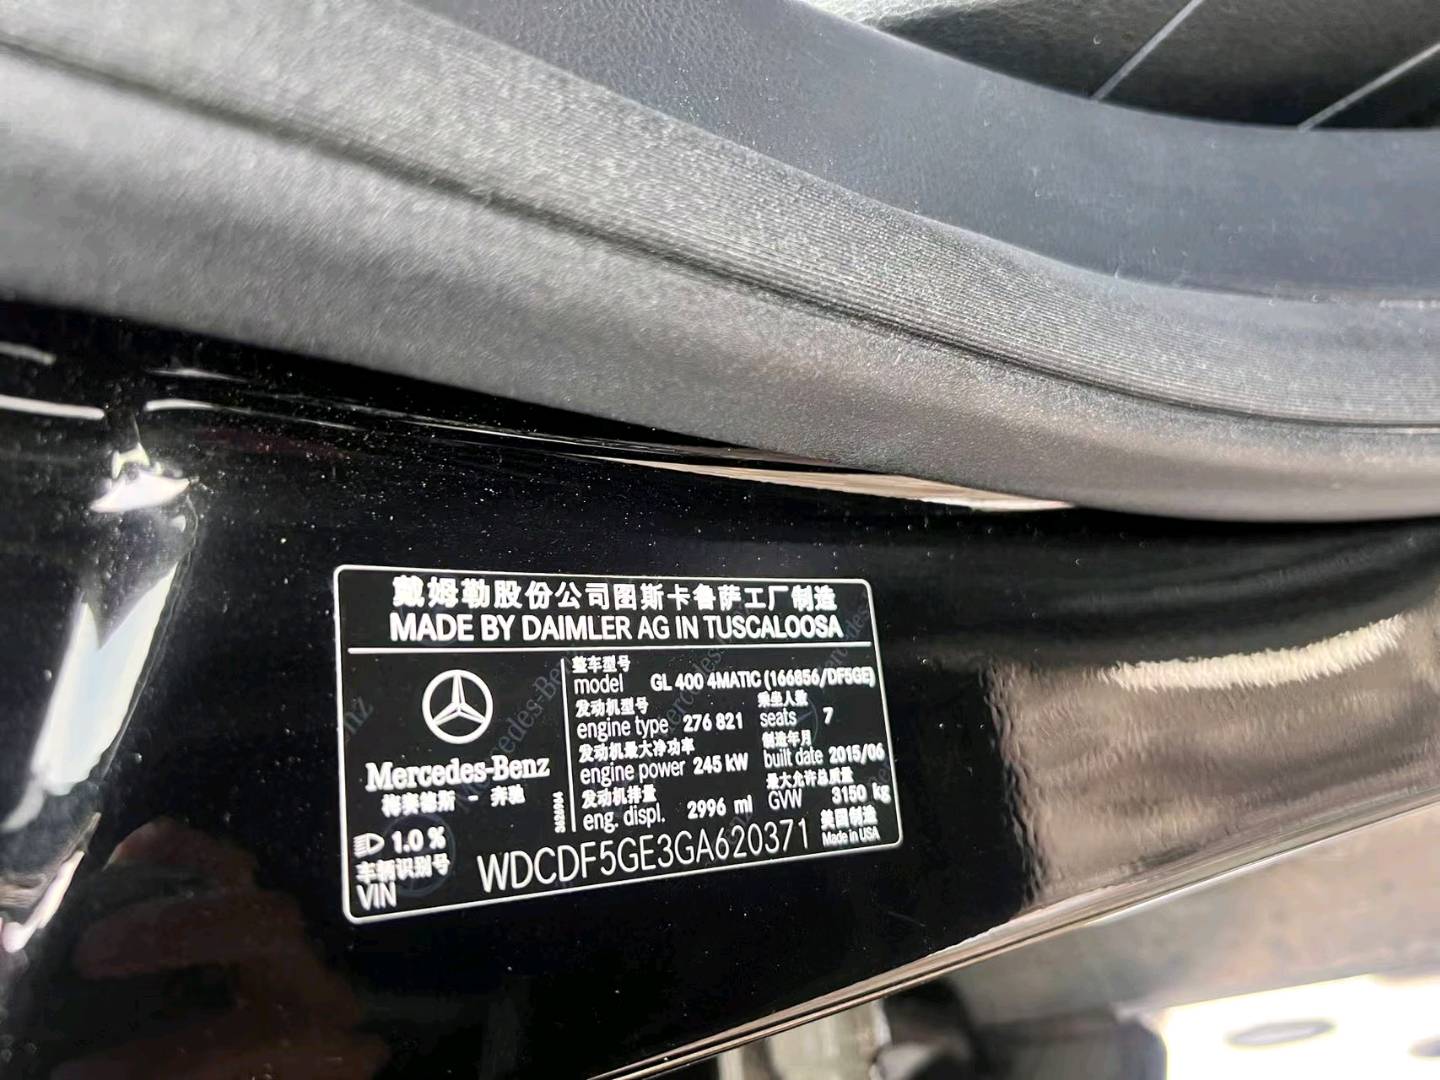 戴姆勒股份公司图斯卡鲁萨工厂制造
MADE BY DAIMLER AG IN TUSCALOOSA
Mercedes-Benz
梅赛德斯 - 奔驰
1.0 %
整车型号
model GL 400 4MATIC (166856/DF5GE)
发动机型号 乘坐人数
engine type 276 821 seats 7
发动机最大净功率 制造年月
engine power 245 kW built date 2015/06
发动机排量 最大允许总质量
eng. displ. 2996 ml GVW 3150 kg
车辆识别号 美国制造
VIN WDCDF5GE3GA620371 Made in USA